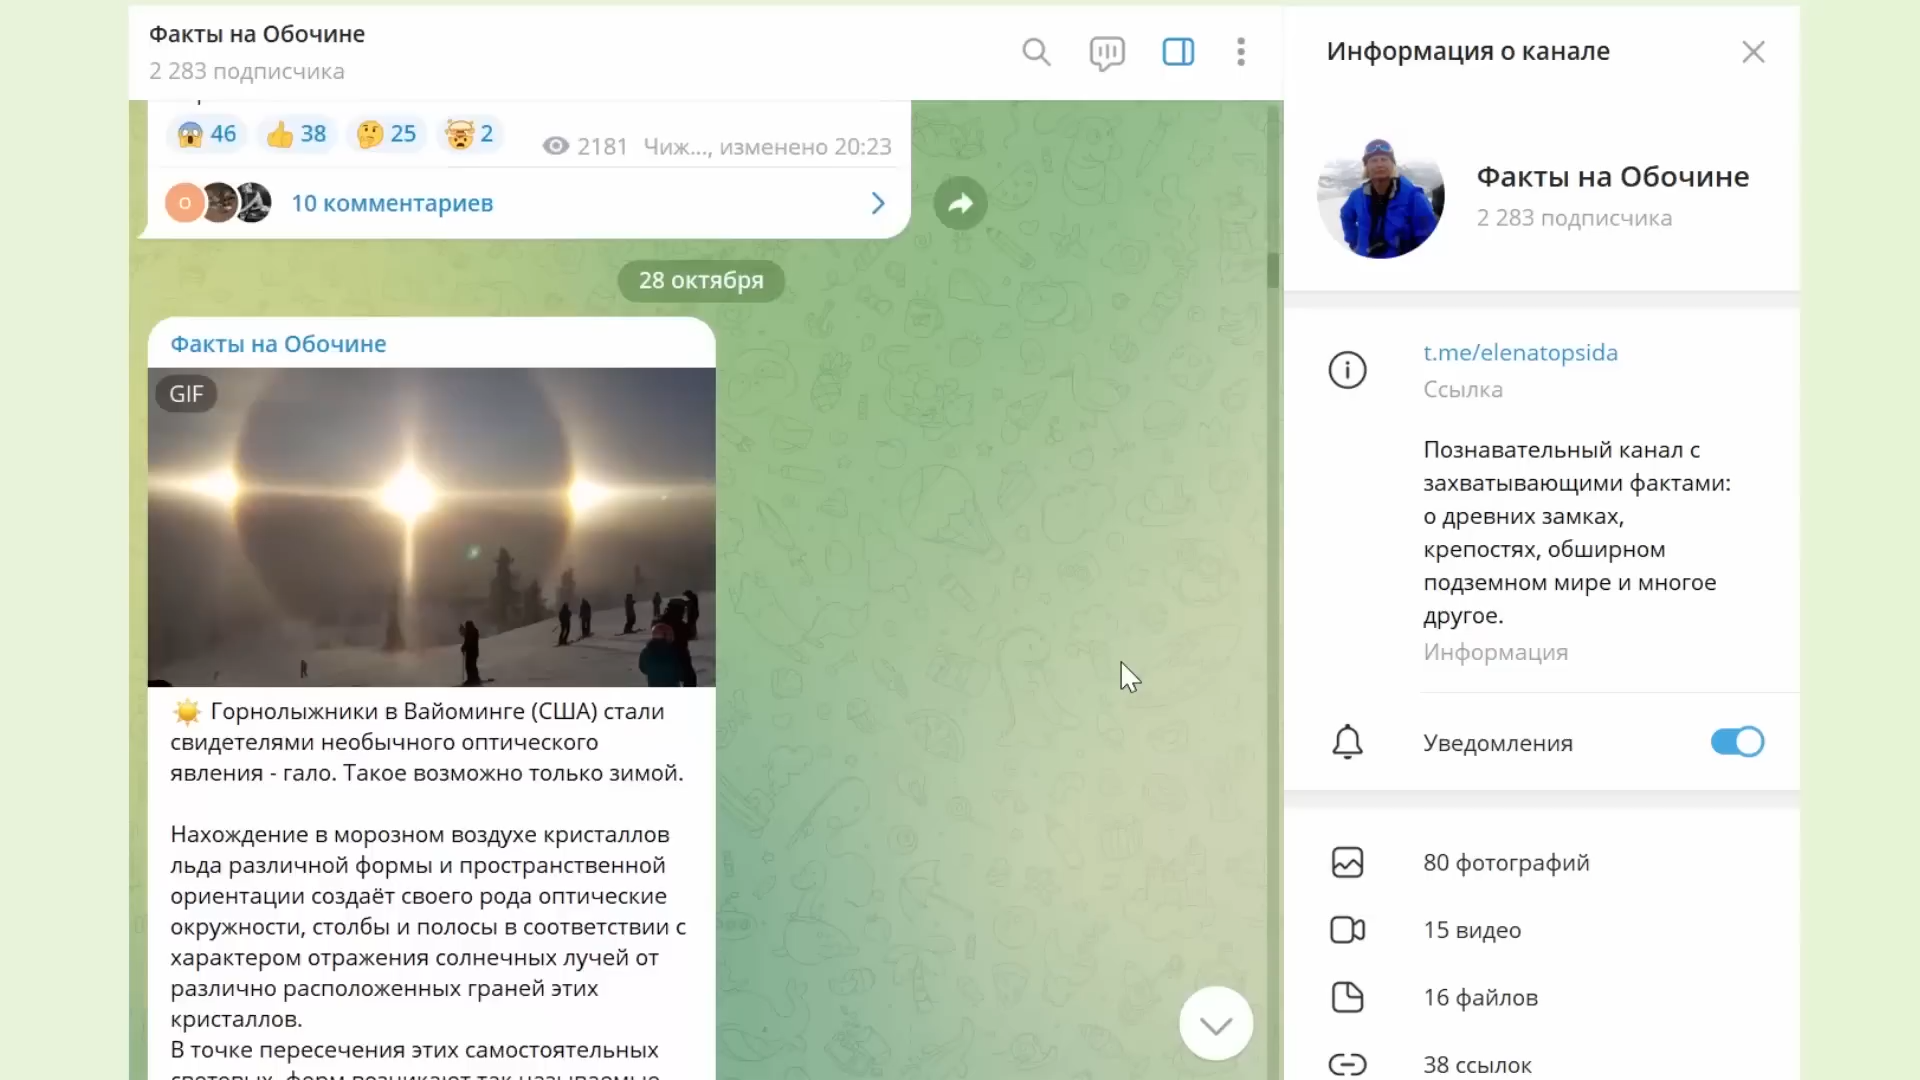 Факты на Обочине
2 283 подписчика
46
38
25
2
2181 Чиж..., изменено 20:23
О
10 комментариев
28 октября
Факты на Обочине
GIF
Горнолыжники в Вайоминге (США) стали
свидетелями необычного оптического
явления - гало. Такое возможно только зимой.
Нахождение в морозном воздухе кристаллов
льда различной формы и пространственной
ориентации создаёт своего рода оптические
окружности, столбы и полосы в соответствии с
характером отражения солнечных лучей от
различно расположенных граней этих
кристаллов.
В точке пересечения этих самостоятельных
Информация о канале
Факты на Обочине
2 283 подписчика
t.me/elenatopsida
Ссылка
Познавательный канал с
захватывающими фактами:
о древних замках,
крепостях, обширном
подземном мире и многое
другое.
Информация
Уведомления
80 фотографий
15 видео
16 файлов
38 ссылок